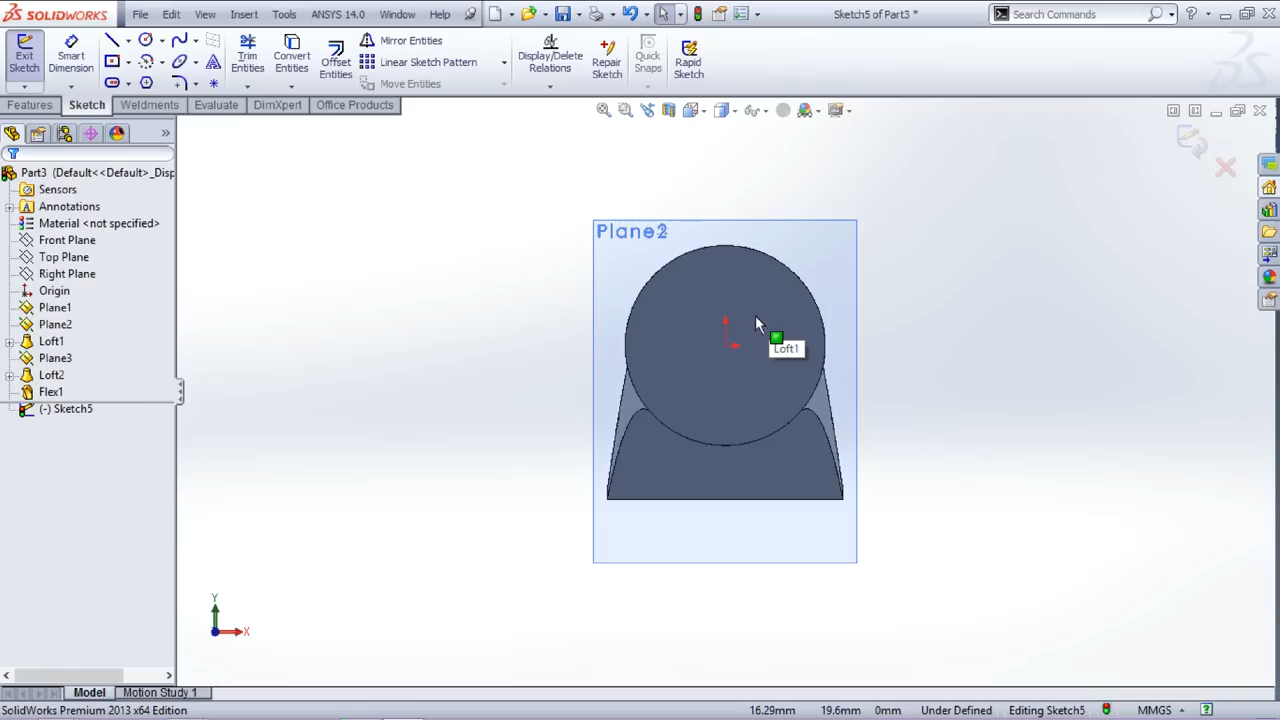 SOLIDWORKS File Edit View Insert Tools ANSYS 14.0 Window Help Sketch5 of Part3 * Search Commands
Exit Sketch Smart Dimension Trim Entities Convert Entities Offset Entities Mirror Entities Linear Sketch Pattern Move Entities Display/Delete Relations Repair Sketch Quick Snaps Rapid Sketch
Features Sketch Weldments Evaluate DimXpert Office Products
Part3 (Default<<Default>_Disp
Sensors
Annotations
Material <not specified>
Front Plane
Top Plane
Right Plane
Origin
Plane1
Plane2
Loft1
Plane3
Loft2
Flex1
(-) Sketch5
Loft1
Y
X
Model Motion Study 1
SolidWorks Premium 2013 x64 Edition 16.29mm 19.6mm 0mm Under Defined Editing Sketch5 MMGS